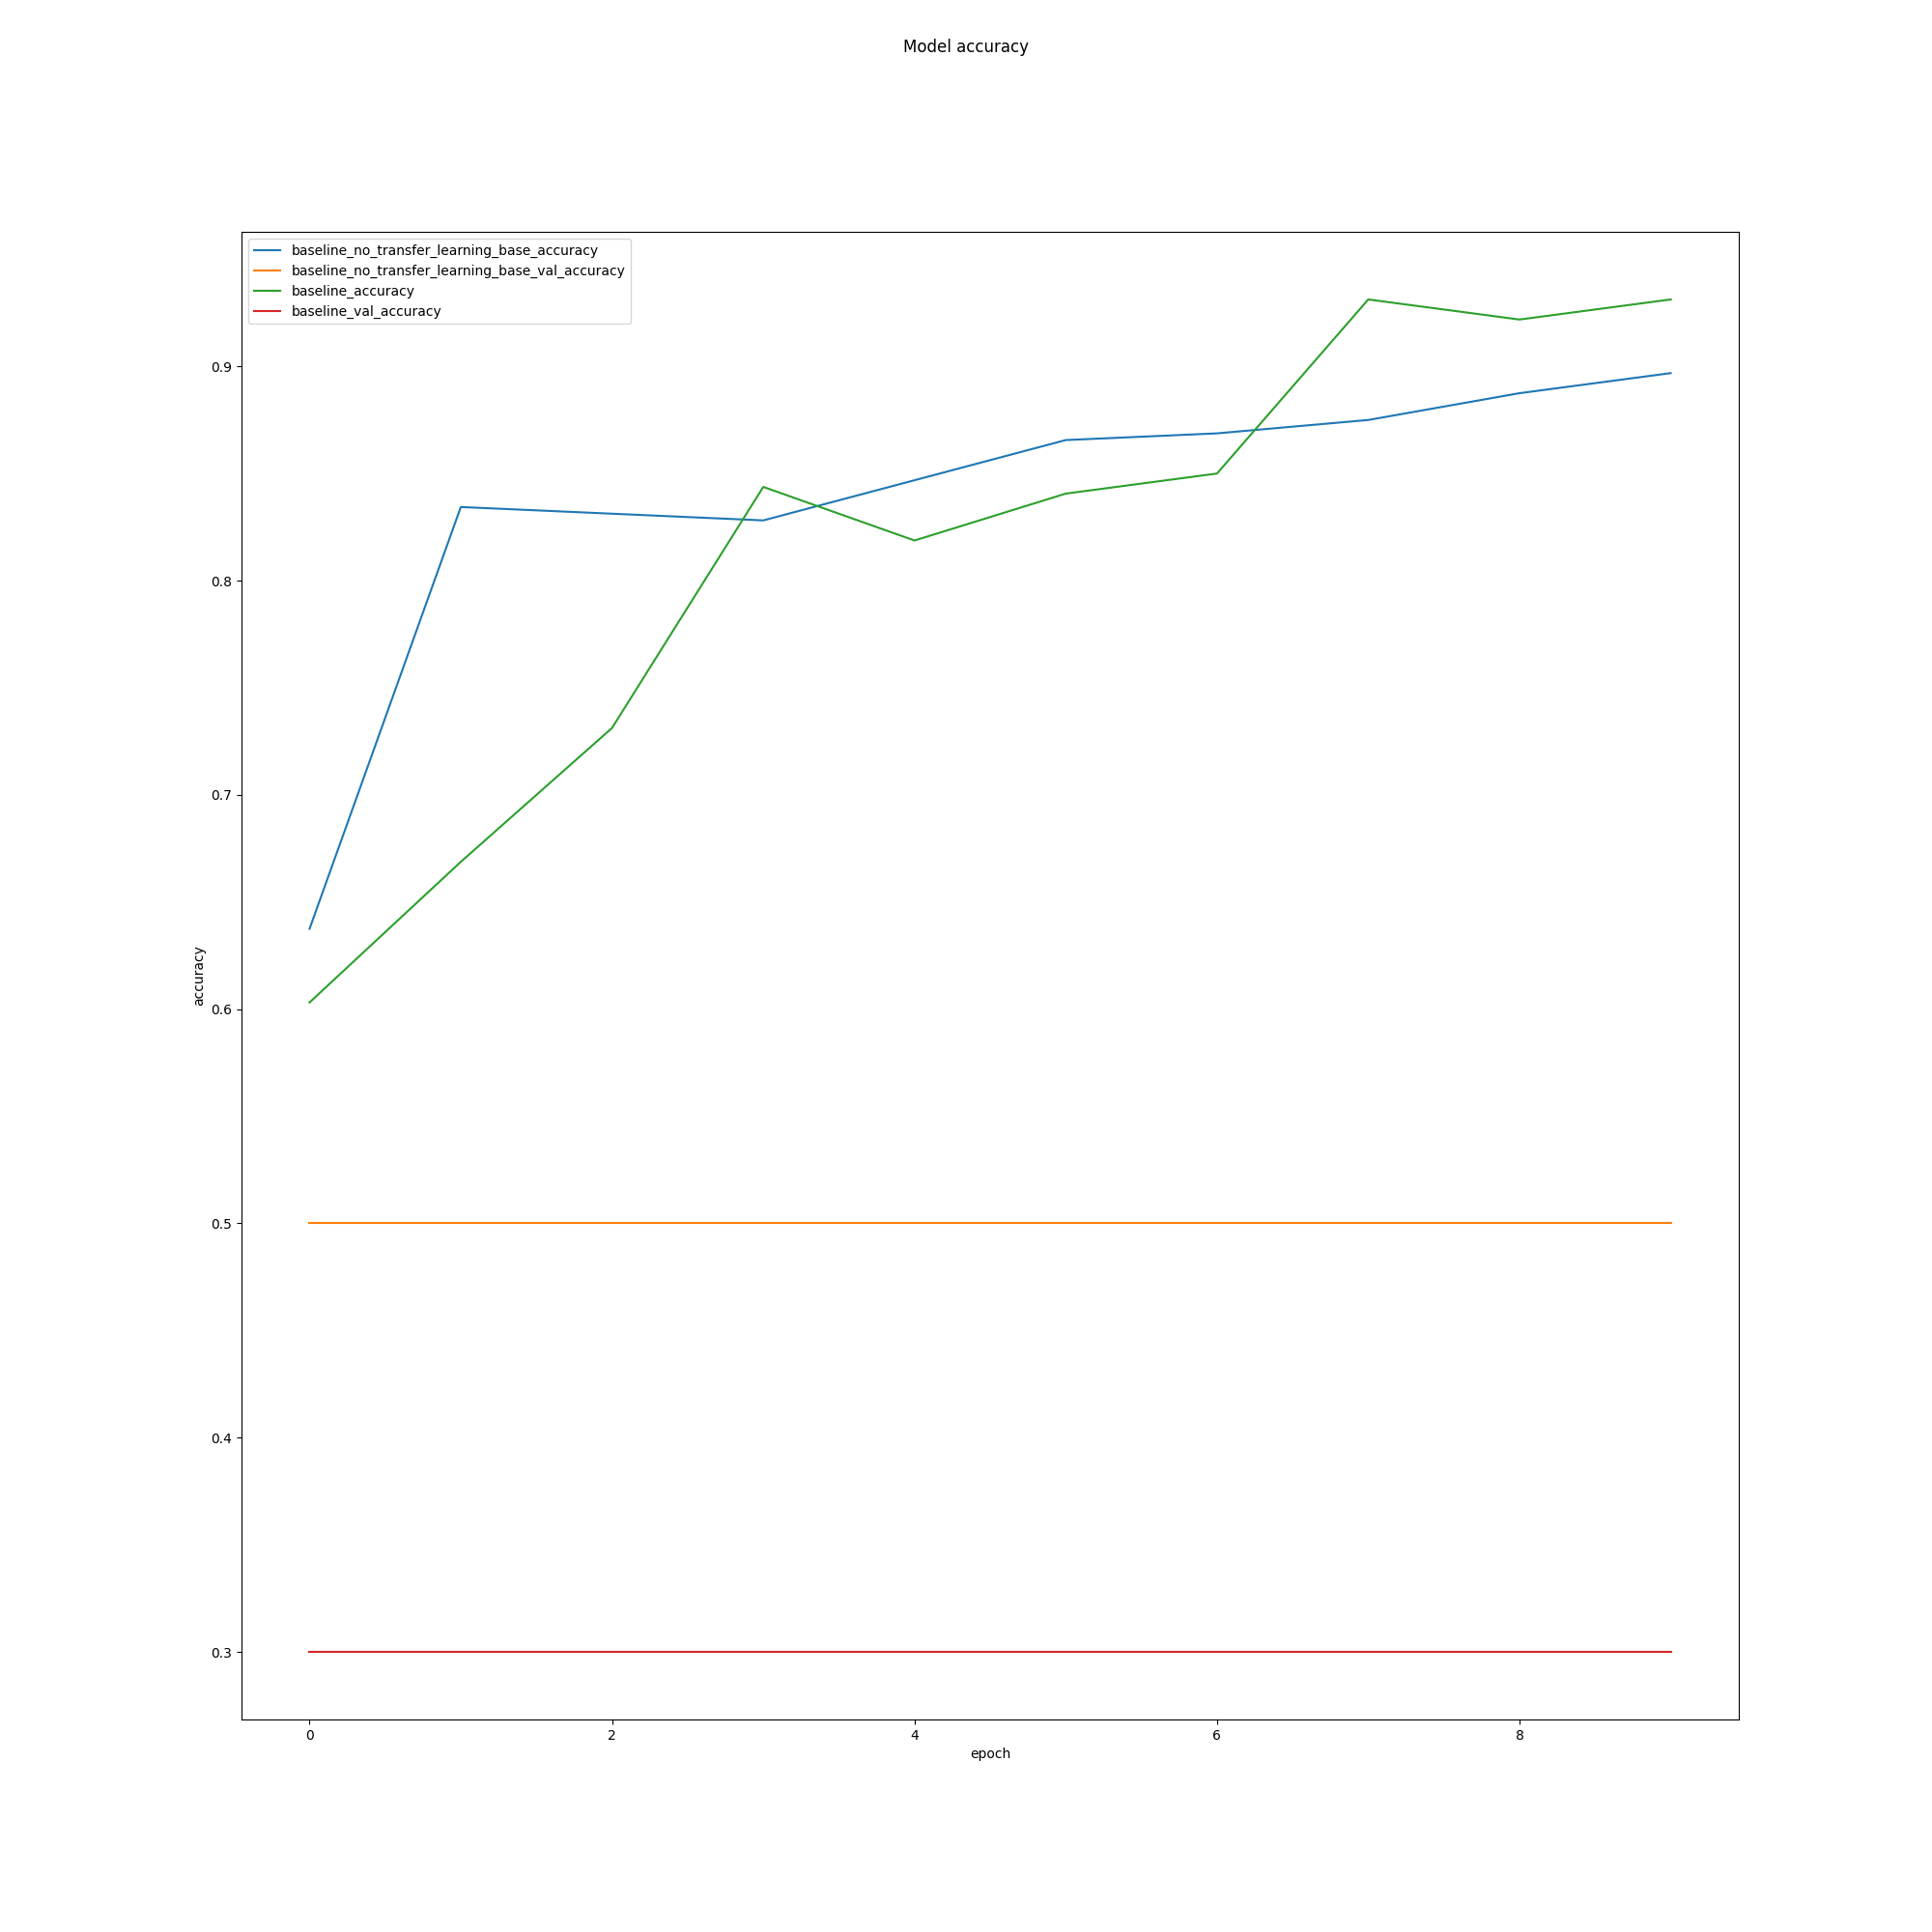 Model accuracy
baseline_no_transfer_learning_base_accuracy
baseline_no_transfer_learning_base_val_accuracy
baseline_accuracy
baseline_val_accuracy
0.9
0.8
0.7
0.6
0.5
0.4
0.3
accuracy
0 2 4 6 8
epoch